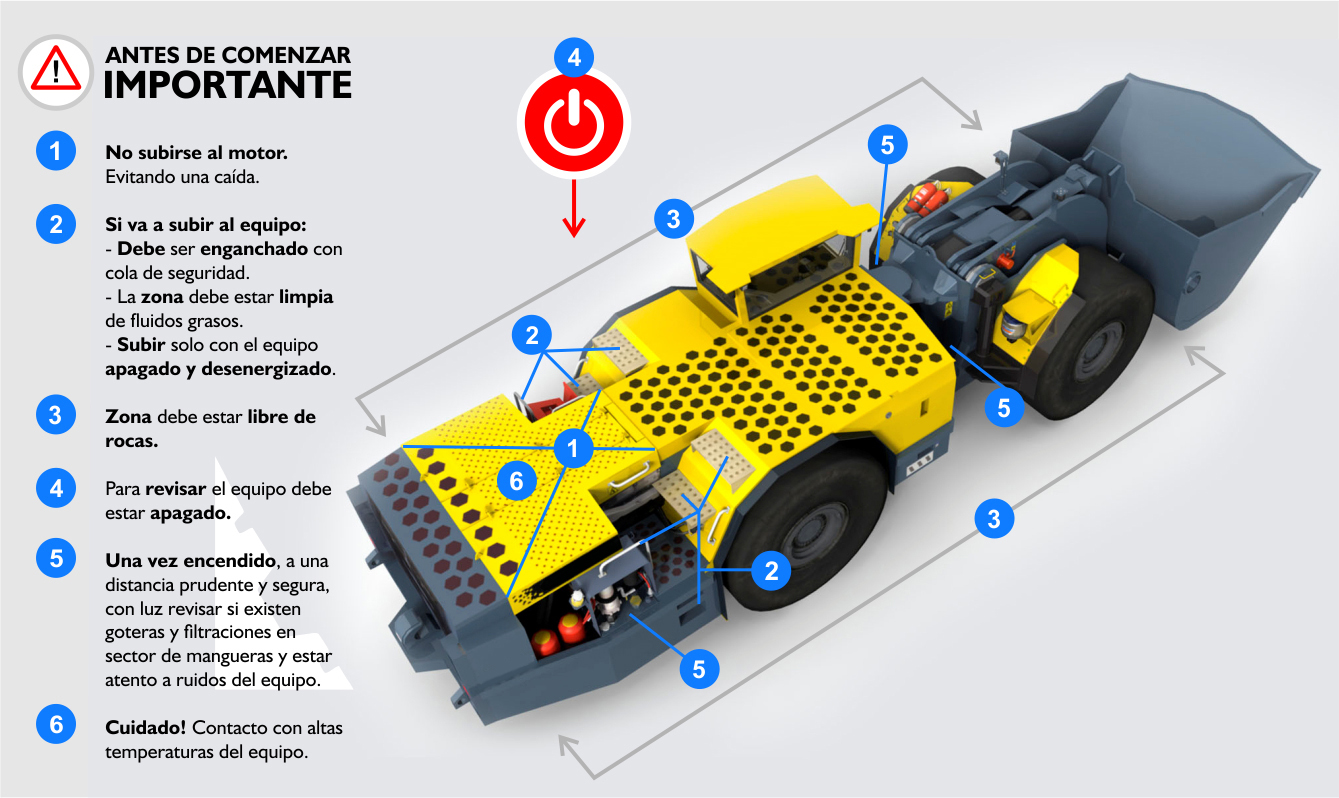 ANTES DE COMENZAR
IMPORTANTE
1
No subirse al motor.
Evitando una caída.
2
Si va a subir al equipo:
- Debe ser enganchado con
cola de seguridad.
- La zona debe estar limpia
de fluidos grasos.
- Subir solo con el equipo
apagado y desenergizado.
3
Zona debe estar libre de
rocas.
4
Para revisar el equipo debe
estar apagado.
5
Una vez encendido, a una
distancia prudente y segura,
con luz revisar si existen
goteras y filtraciones en
sector de mangueras y estar
atento a ruidos del equipo.
6
Cuidado! Contacto con altas
temperaturas del equipo.
4
5
3
2
5
1
6
3
2
5